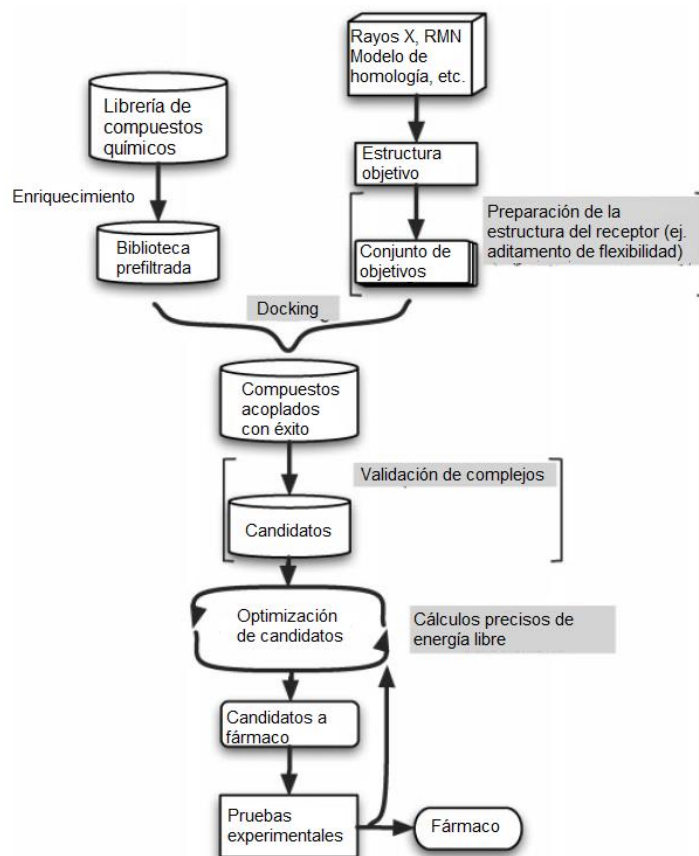 Rayos X, RMN
Modelo de
homología, etc.
Librería de
compuestos
químicos
Estructura
objetivo
Enriquecimiento
Biblioteca
prefiltrada
Conjunto de
objetivos
Preparación de la
estructura del receptor (ej.
aditamento de flexibilidad)
Docking
Compuestos
acoplados
con éxito
Validación de complejos
Candidatos
Optimización
de candidatos
Cálculos precisos de
energía libre
Candidatos a
fármaco
Pruebas
experimentales
Fármaco